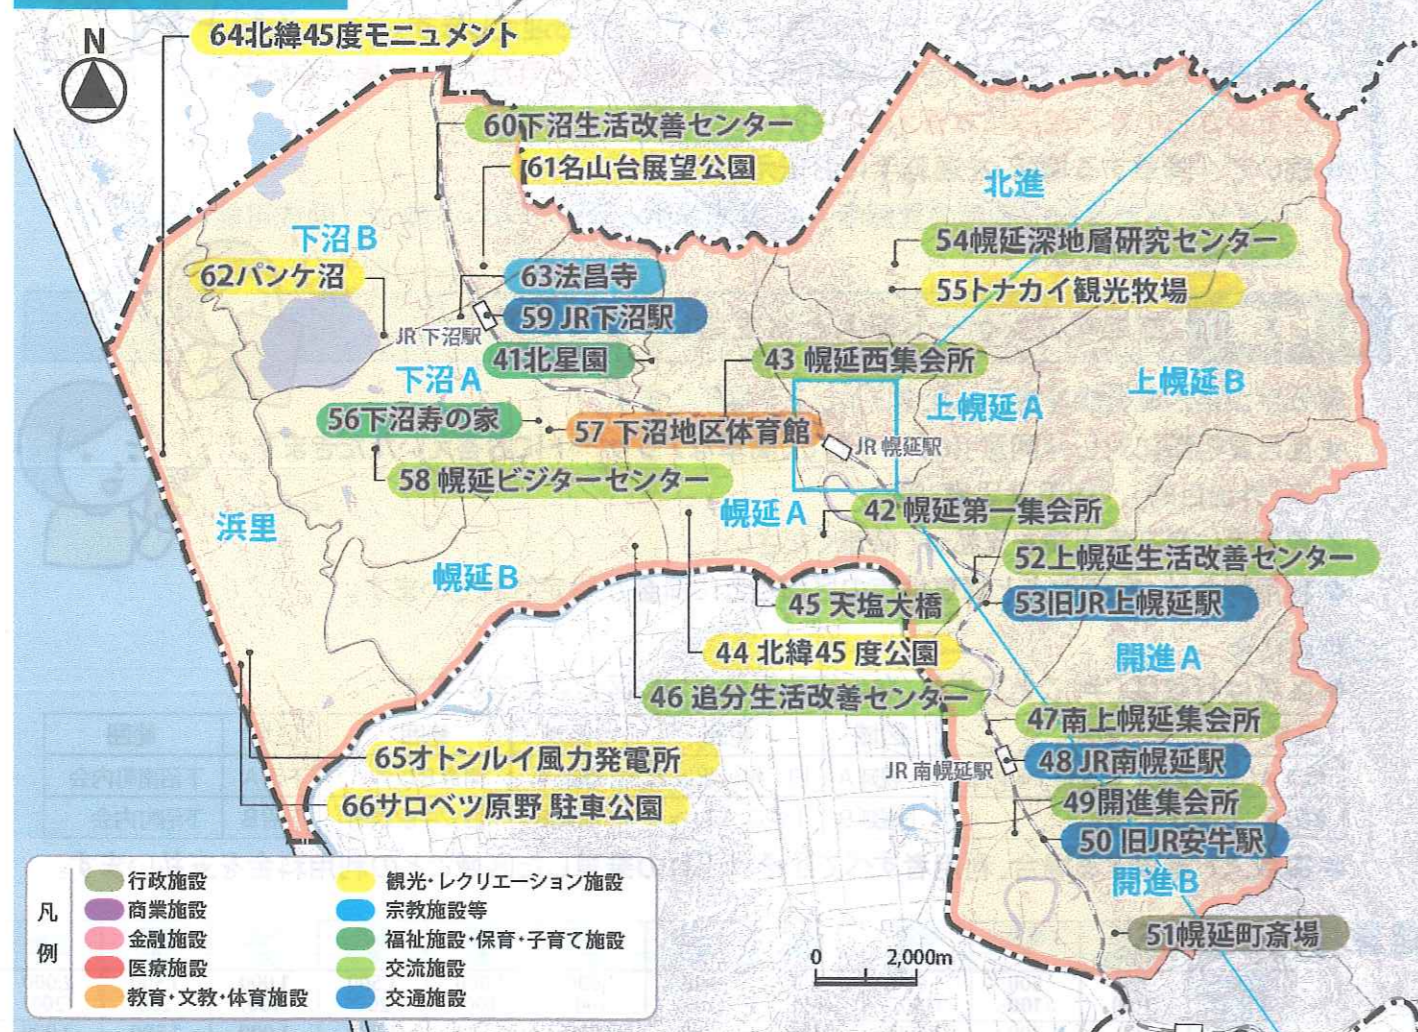 64北緯45度モニュメント
N
60下沼生活改善センター
61名山台展望公園
北進
下沼B
54幌延深地層研究センター
62パンケ沼
63法昌寺
55トナカイ観光牧場
59 JR下沼駅
JR 下沼駅
41北星園
43 幌延西集会所
下沼A
上幌延A
上幌延B
56下沼寿の家
57 下沼地区体育館
JR 幌延駅
58 幌延ビジターセンター
浜里
幌延A
42 幌延第一集会所
幌延B
52上幌延生活改善センター
45 天塩大橋
53旧JR上幌延駅
44 北緯45 度公園
開進A
46 追分生活改善センター
47南上幌延集会所
65オトンルイ風力発電所
JR 南幌延駅
48 JR南幌延駅
66サロベツ原野 駐車公園
49開進集会所
50 旧JR安牛駅
開進B
51幌延町斎場
0 2,000m
凡例
行政施設
商業施設
金融施設
医療施設
教育・文教・体育施設
観光・レクリエーション施設
宗教施設等
福祉施設・保育・子育て施設
交流施設
交通施設